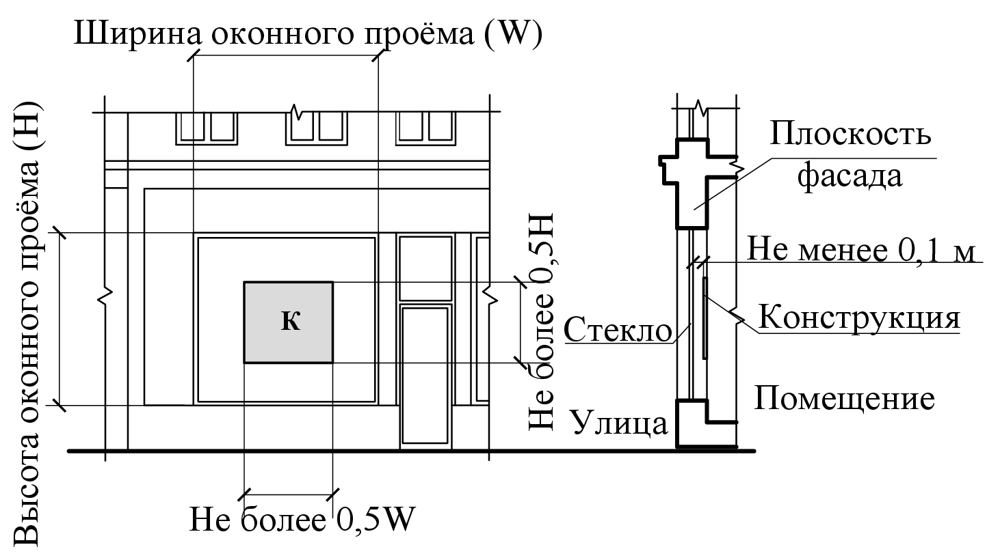 Ширина оконного проёма (W)
Высота оконного проёма (H)
К
Не более 0,5H
Не более 0,5W
Плоскость
фасада
Не менее 0,1 м
Стекло
Конструкция
Улица
Помещение